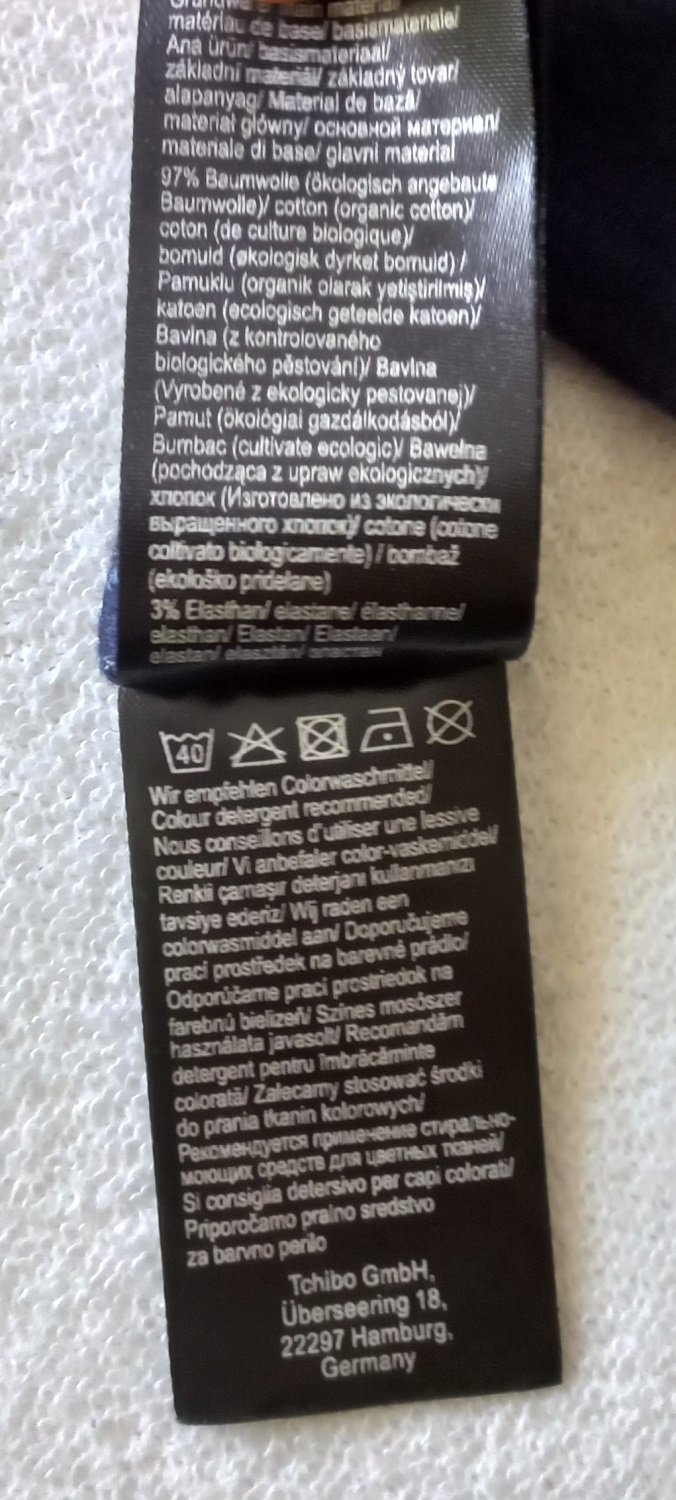 matériau de base/ basismateriale/
Ana ürün/ basismateriaal/
základní materiál/ základný tovar/
alapanyag/ Material de bază/
materiał główny/ основной материал/
materiale di base/ glavni material
97% Baumwolle (ökologisch angebaute
Baumwolle)/ cotton (organic cotton)/
coton (de culture biologique)/
bomuld (økologisk dyrket bomuld) /
Pamuklu (organik olarak yetiştirilmiş)/
katoen (ecologisch geteelde katoen)/
Bavlna (z kontrolovaného
biologického pěstování)/ Bavlna
(Vyrobené z ekologicky pestovanej)/
Pamut (ökológiai gazdálkodásból)/
Bumbac (cultivate ecologic)/ Bawełna
(pochodząca z upraw ekologicznych)/
хлопок (Изготовлено из экологически
выращенного хлопок)/ cotone (cotone
coltivato biologicamente) / bombaž
(ekološko pridelane)
3% Elasthan/ elastane/ élasthanne/
elasthan/ Elastan/ Elastaan/
elastan/ elasztán/ эластан/
40
Wir empfehlen Colorwaschmittel/
Colour detergent recommended/
Nous conseillons d'utiliser une lessive
couleur/ Vi anbefaler color-vaskemiddel/
Renkli çamaşır deterjanı kullanmanızı
tavsiye ederiz/ Wij raden een
colorwasmiddel aan/ Doporučujeme
prací prostředek na barevné prádlo/
Odporúčame prací prostriedok na
farebnú bielizeň/ Színes mosószer
használata javasolt/ Recomandăm
detergent pentru îmbrăcăminte
colorată/ Zalecamy stosować środki
do prania tkanin kolorowych/
Рекомендуется применение стирально-
моющих средств для цветных тканей/
Si consiglia detersivo per capi colorati/
Priporočamo pralno sredstvo
za barvno perilo
Tchibo GmbH,
Überseering 18,
22297 Hamburg,
Germany